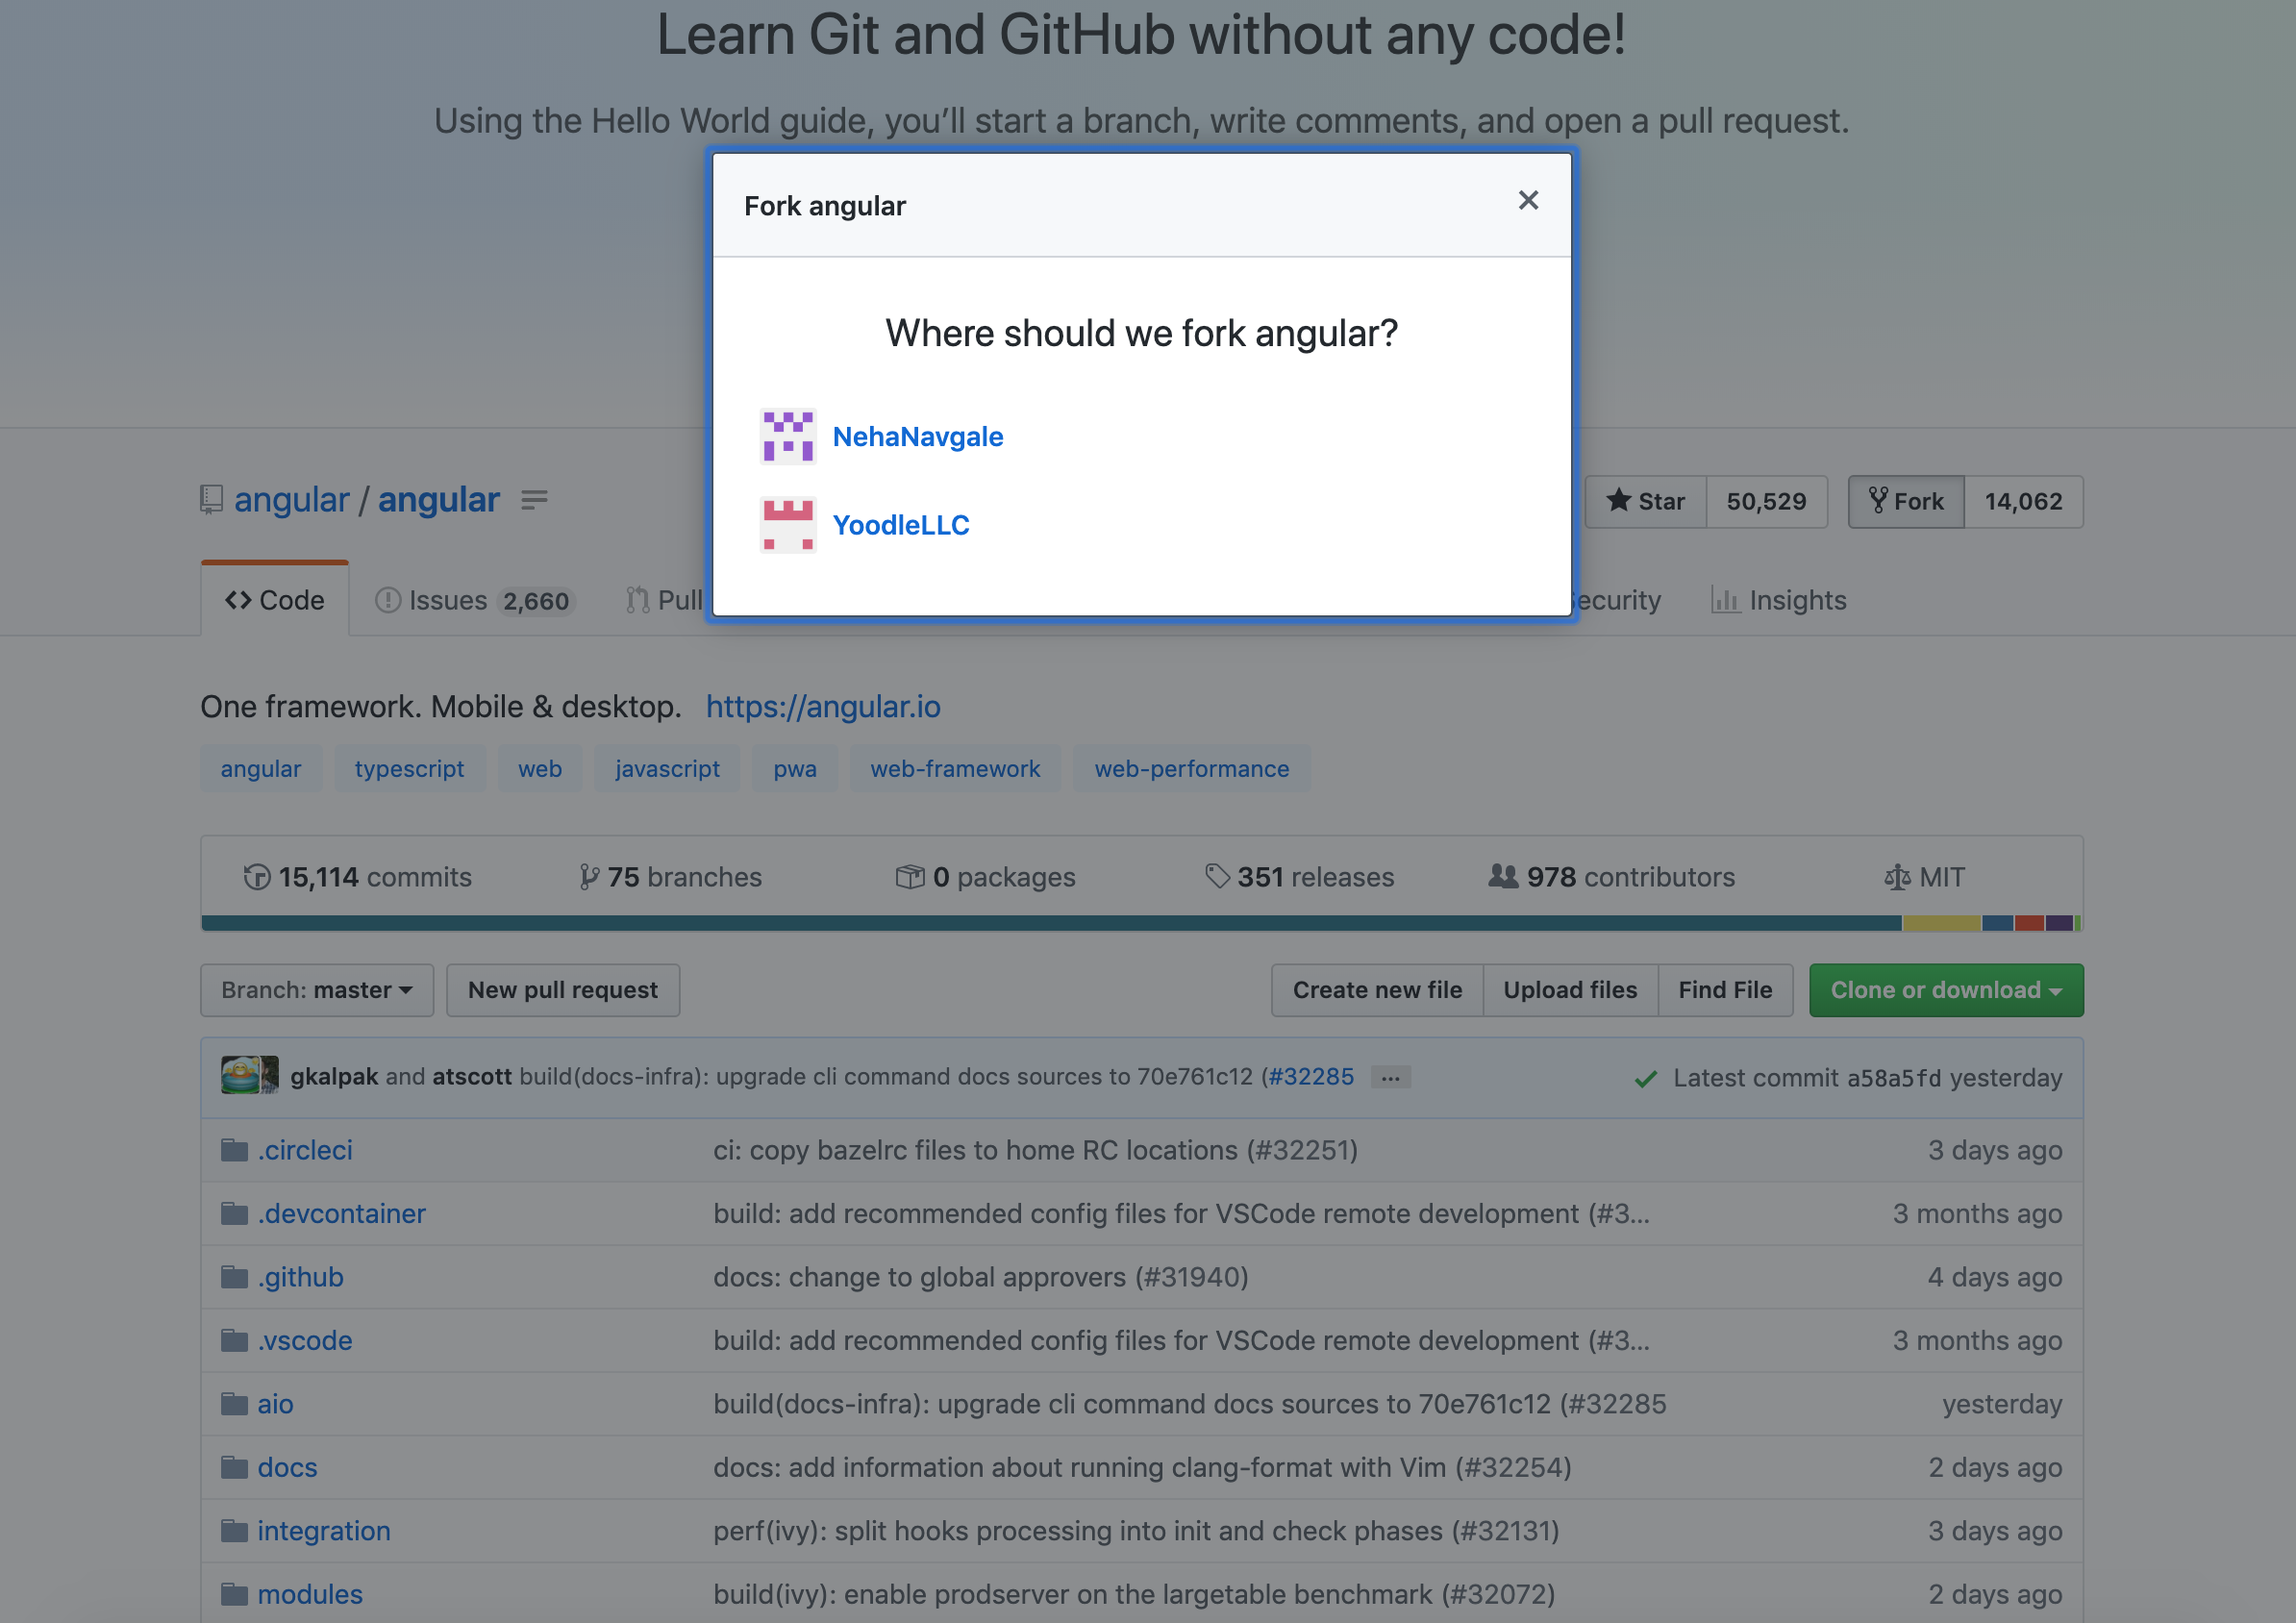 Learn Git and GitHub without any code!
Using the Hello World guide, you’ll start a branch, write comments, and open a pull request.
Fork angular
Where should we fork angular?
NehaNavgale
YoodleLLC
angular / angular
Star 50,529 Fork 14,062
Code Issues 2,660 Pull Insights
One framework. Mobile & desktop. https://angular.io
angular typescript web javascript pwa web-framework web-performance
15,114 commits 75 branches 0 packages 351 releases 978 contributors MIT
Branch: master New pull request Create new file Upload files Find File Clone or download
gkalpak and atscott build(docs-infra): upgrade cli command docs sources to 70e761c12 (#32285 ... Latest commit a58a5fd yesterday
.circleci ci: copy bazelrc files to home RC locations (#32251) 3 days ago
.devcontainer build: add recommended config files for VSCode remote development (#3... 3 months ago
.github docs: change to global approvers (#31940) 4 days ago
.vscode build: add recommended config files for VSCode remote development (#3... 3 months ago
aio build(docs-infra): upgrade cli command docs sources to 70e761c12 (#32285 yesterday
docs docs: add information about running clang-format with Vim (#32254) 2 days ago
integration perf(ivy): split hooks processing into init and check phases (#32131) 3 days ago
modules build(ivy): enable prodserver on the largetable benchmark (#32072) 2 days ago